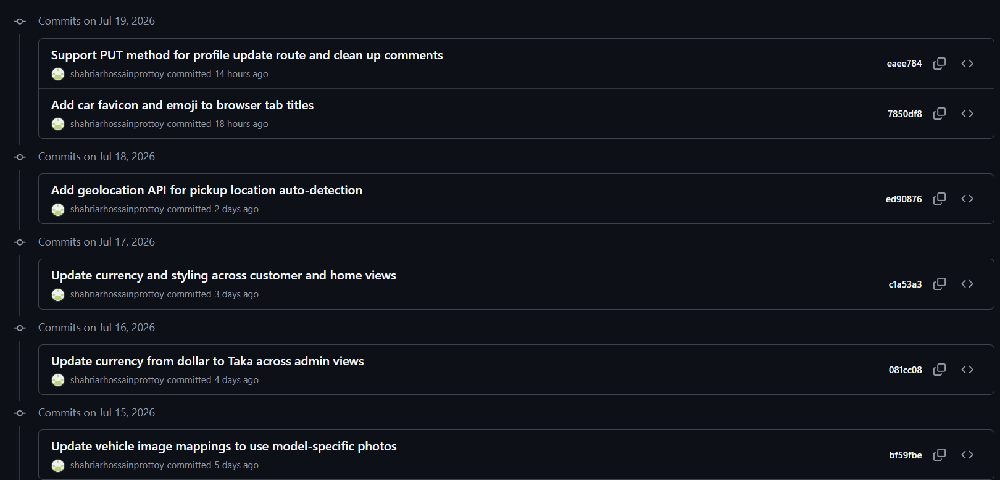 Commits on Jul 19, 2026
Support PUT method for profile update route and clean up comments
shahriarhossainprottoy committed 14 hours ago
eaee784
Add car favicon and emoji to browser tab titles
shahriarhossainprottoy committed 18 hours ago
7850df8
Commits on Jul 18, 2026
Add geolocation API for pickup location auto-detection
shahriarhossainprottoy committed 2 days ago
ed90876
Commits on Jul 17, 2026
Update currency and styling across customer and home views
shahriarhossainprottoy committed 3 days ago
c1a53a3
Commits on Jul 16, 2026
Update currency from dollar to Taka across admin views
shahriarhossainprottoy committed 4 days ago
081cc08
Commits on Jul 15, 2026
Update vehicle image mappings to use model-specific photos
shahriarhossainprottoy committed 5 days ago
bf59fbe